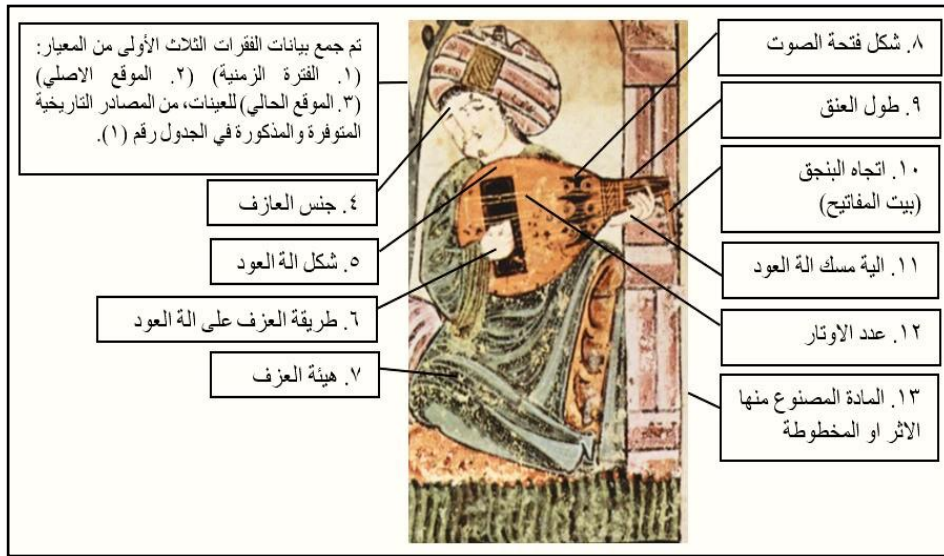 تم جمع بيانات الفقرات الثلاث الأولى من المعيار:
(١. الفترة الزمنية) (٢. الموقع الاصلي)
(٣. الموقع الحالي) للعينات، من المصادر التاريخية
المتوفرة والمذكورة في الجدول رقم (١).
٤. جنس العازف
٥. شكل الة العود
٦. طريقة العزف على الة العود
٧. هيئة العزف
٨. شكل فتحة الصوت
٩. طول العنق
١٠. اتجاه البنجق
(بيت المفاتيح)
١١. الية مسك الة العود
١٢. عدد الاوتار
١٣. المادة المصنوع منها
الاثر او المخطوطة